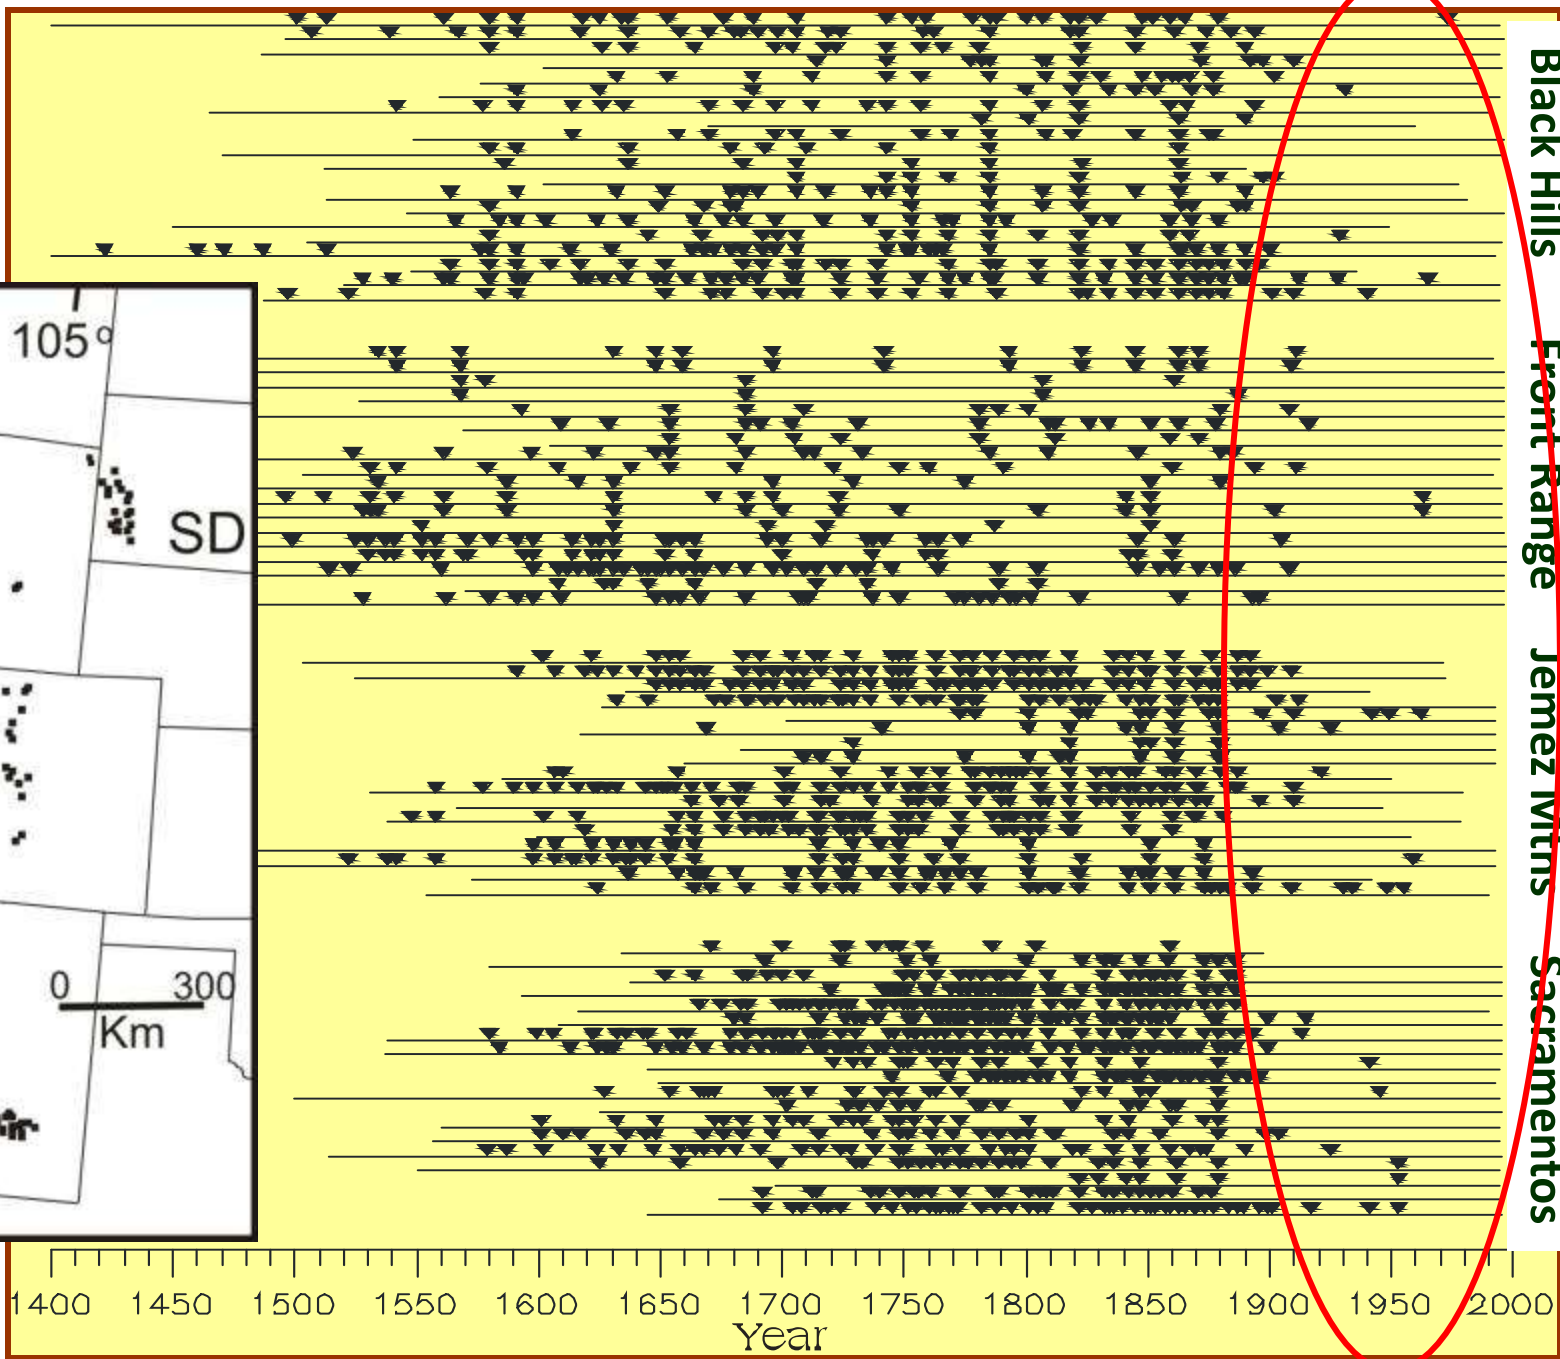 Black Hills
Front Range
Jemez Mtns
Sacramentos
105°
SD
0 300
Km
1400 1450 1500 1550 1600 1650 1700 1750 1800 1850 1900 1950 2000
Year